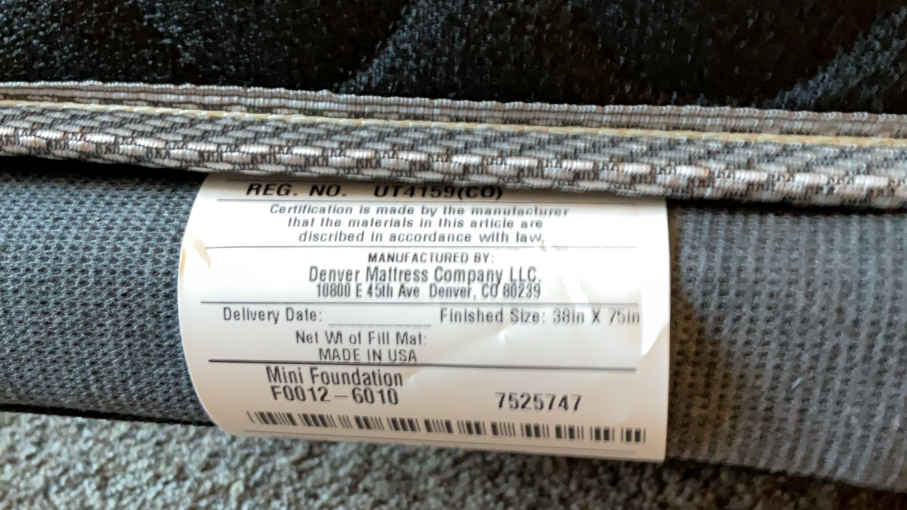 REG. NO. UT4159(CO)
Certification is made by the manufacturer
that the materials in this article are
discribed in accordance with law.
MANUFACTURED BY:
Denver Mattress Company LLC.
10800 E 45th Ave Denver, CO 80239
Delivery Date: Finished Size: 38in X 75in
Net Wt of Fill Mat:
MADE IN USA
Mini Foundation
F0012-6010 7525747